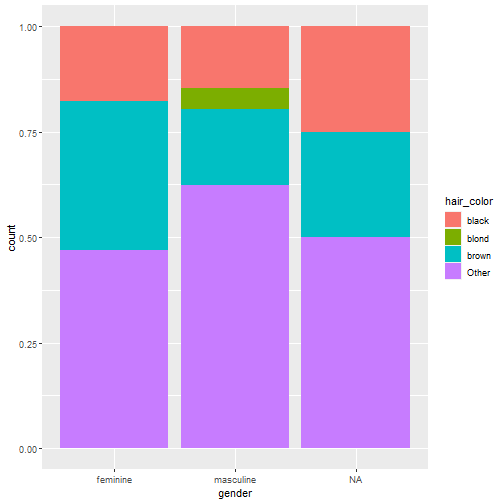 1.00
0.75
0.50
0.25
0.00
count
feminine
masculine
NA
gender
hair_color
black
blond
brown
Other